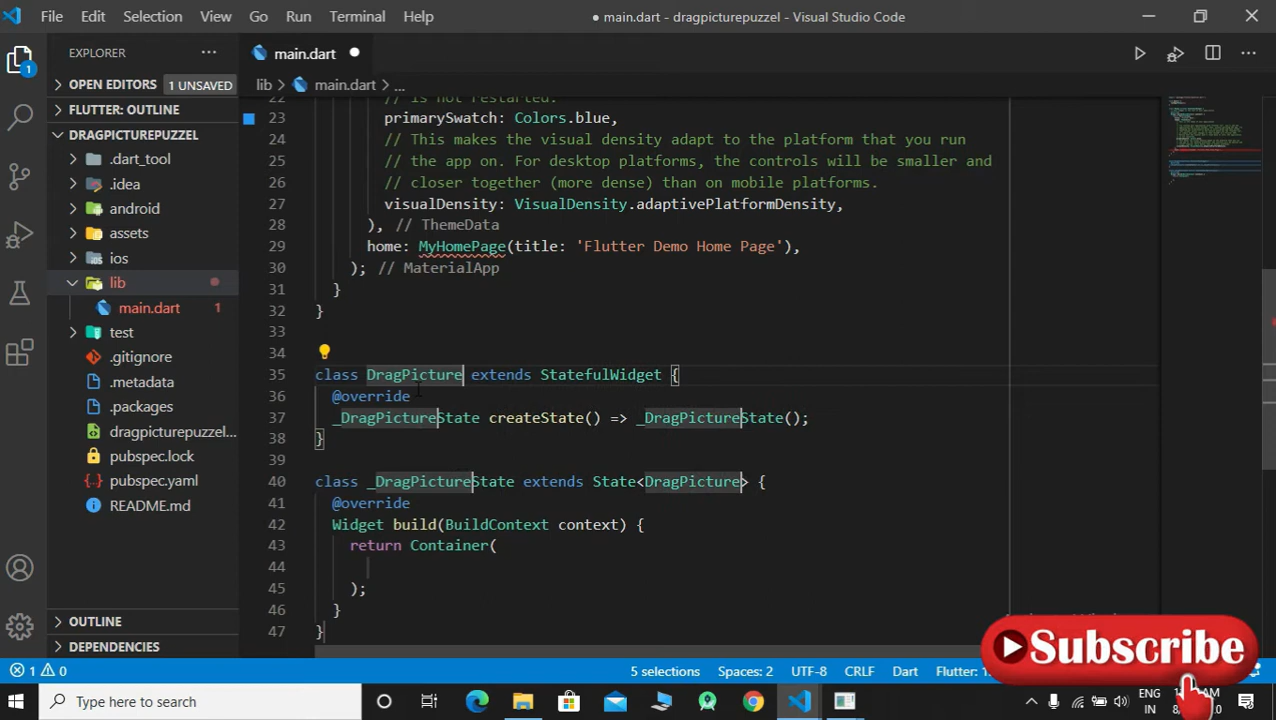 File Edit Selection View Go Run Terminal Help
● main.dart - dragpicturepuzzel - Visual Studio Code
EXPLORER
main.dart
OPEN EDITORS 1 UNSAVED
lib > main.dart > ...
FLUTTER: OUTLINE
DRAGPICTUREPUZZEL
.dart_tool
.idea
android
assets
ios
lib
main.dart 1
test
.gitignore
.metadata
.packages
dragpicturepuzzel...
pubspec.lock
pubspec.yaml
README.md
OUTLINE
DEPENDENCIES
1
22 // is not restarted.
23 primarySwatch: Colors.blue,
24 // This makes the visual density adapt to the platform that you run
25 // the app on. For desktop platforms, the controls will be smaller and
26 // closer together (more dense) than on mobile platforms.
27 visualDensity: VisualDensity.adaptivePlatformDensity,
28 ), // ThemeData
29 home: MyHomePage(title: 'Flutter Demo Home Page'),
30 ); // MaterialApp
31 }
32 }
33
34
35 class DragPicture extends StatefulWidget {
36 @override
37 _DragPictureState createState() => _DragPictureState();
38 }
39
40 class _DragPictureState extends State<DragPicture> {
41 @override
42 Widget build(BuildContext context) {
43 return Container(
44
45 );
46 }
47 }
Subscribe
1 0
5 selections Spaces: 2 UTF-8 CRLF Dart
Type here to search
ENG
IN